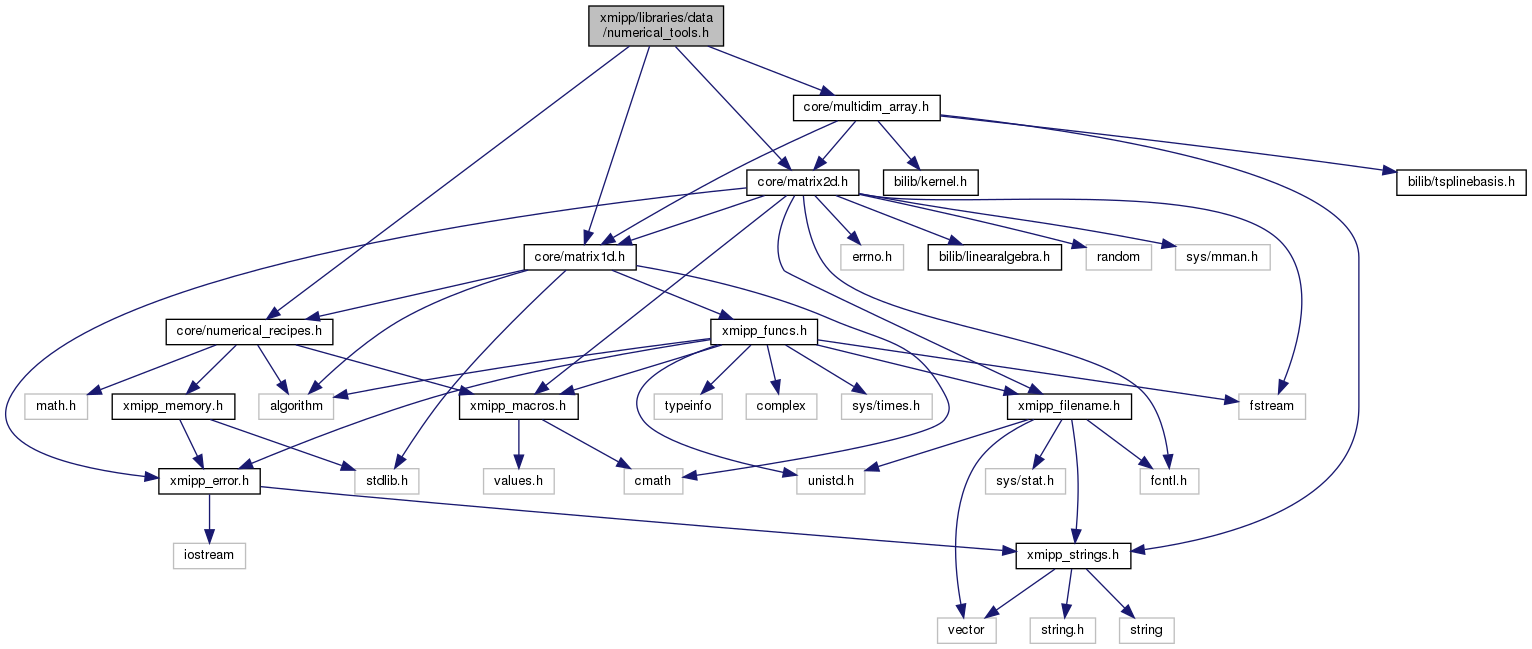 xmipp/libraries/data
/numerical_tools.h
core/multidim_array.h
core/matrix2d.h
bilib/kernel.h
bilib/tsplinebasis.h
core/matrix1d.h
errno.h
bilib/linearalgebra.h
random
sys/mman.h
core/numerical_recipes.h
xmipp_funcs.h
math.h
xmipp_memory.h
algorithm
xmipp_macros.h
typeinfo
complex
sys/times.h
xmipp_filename.h
fstream
xmipp_error.h
stdlib.h
values.h
cmath
unistd.h
sys/stat.h
fcntl.h
iostream
xmipp_strings.h
vector
string.h
string